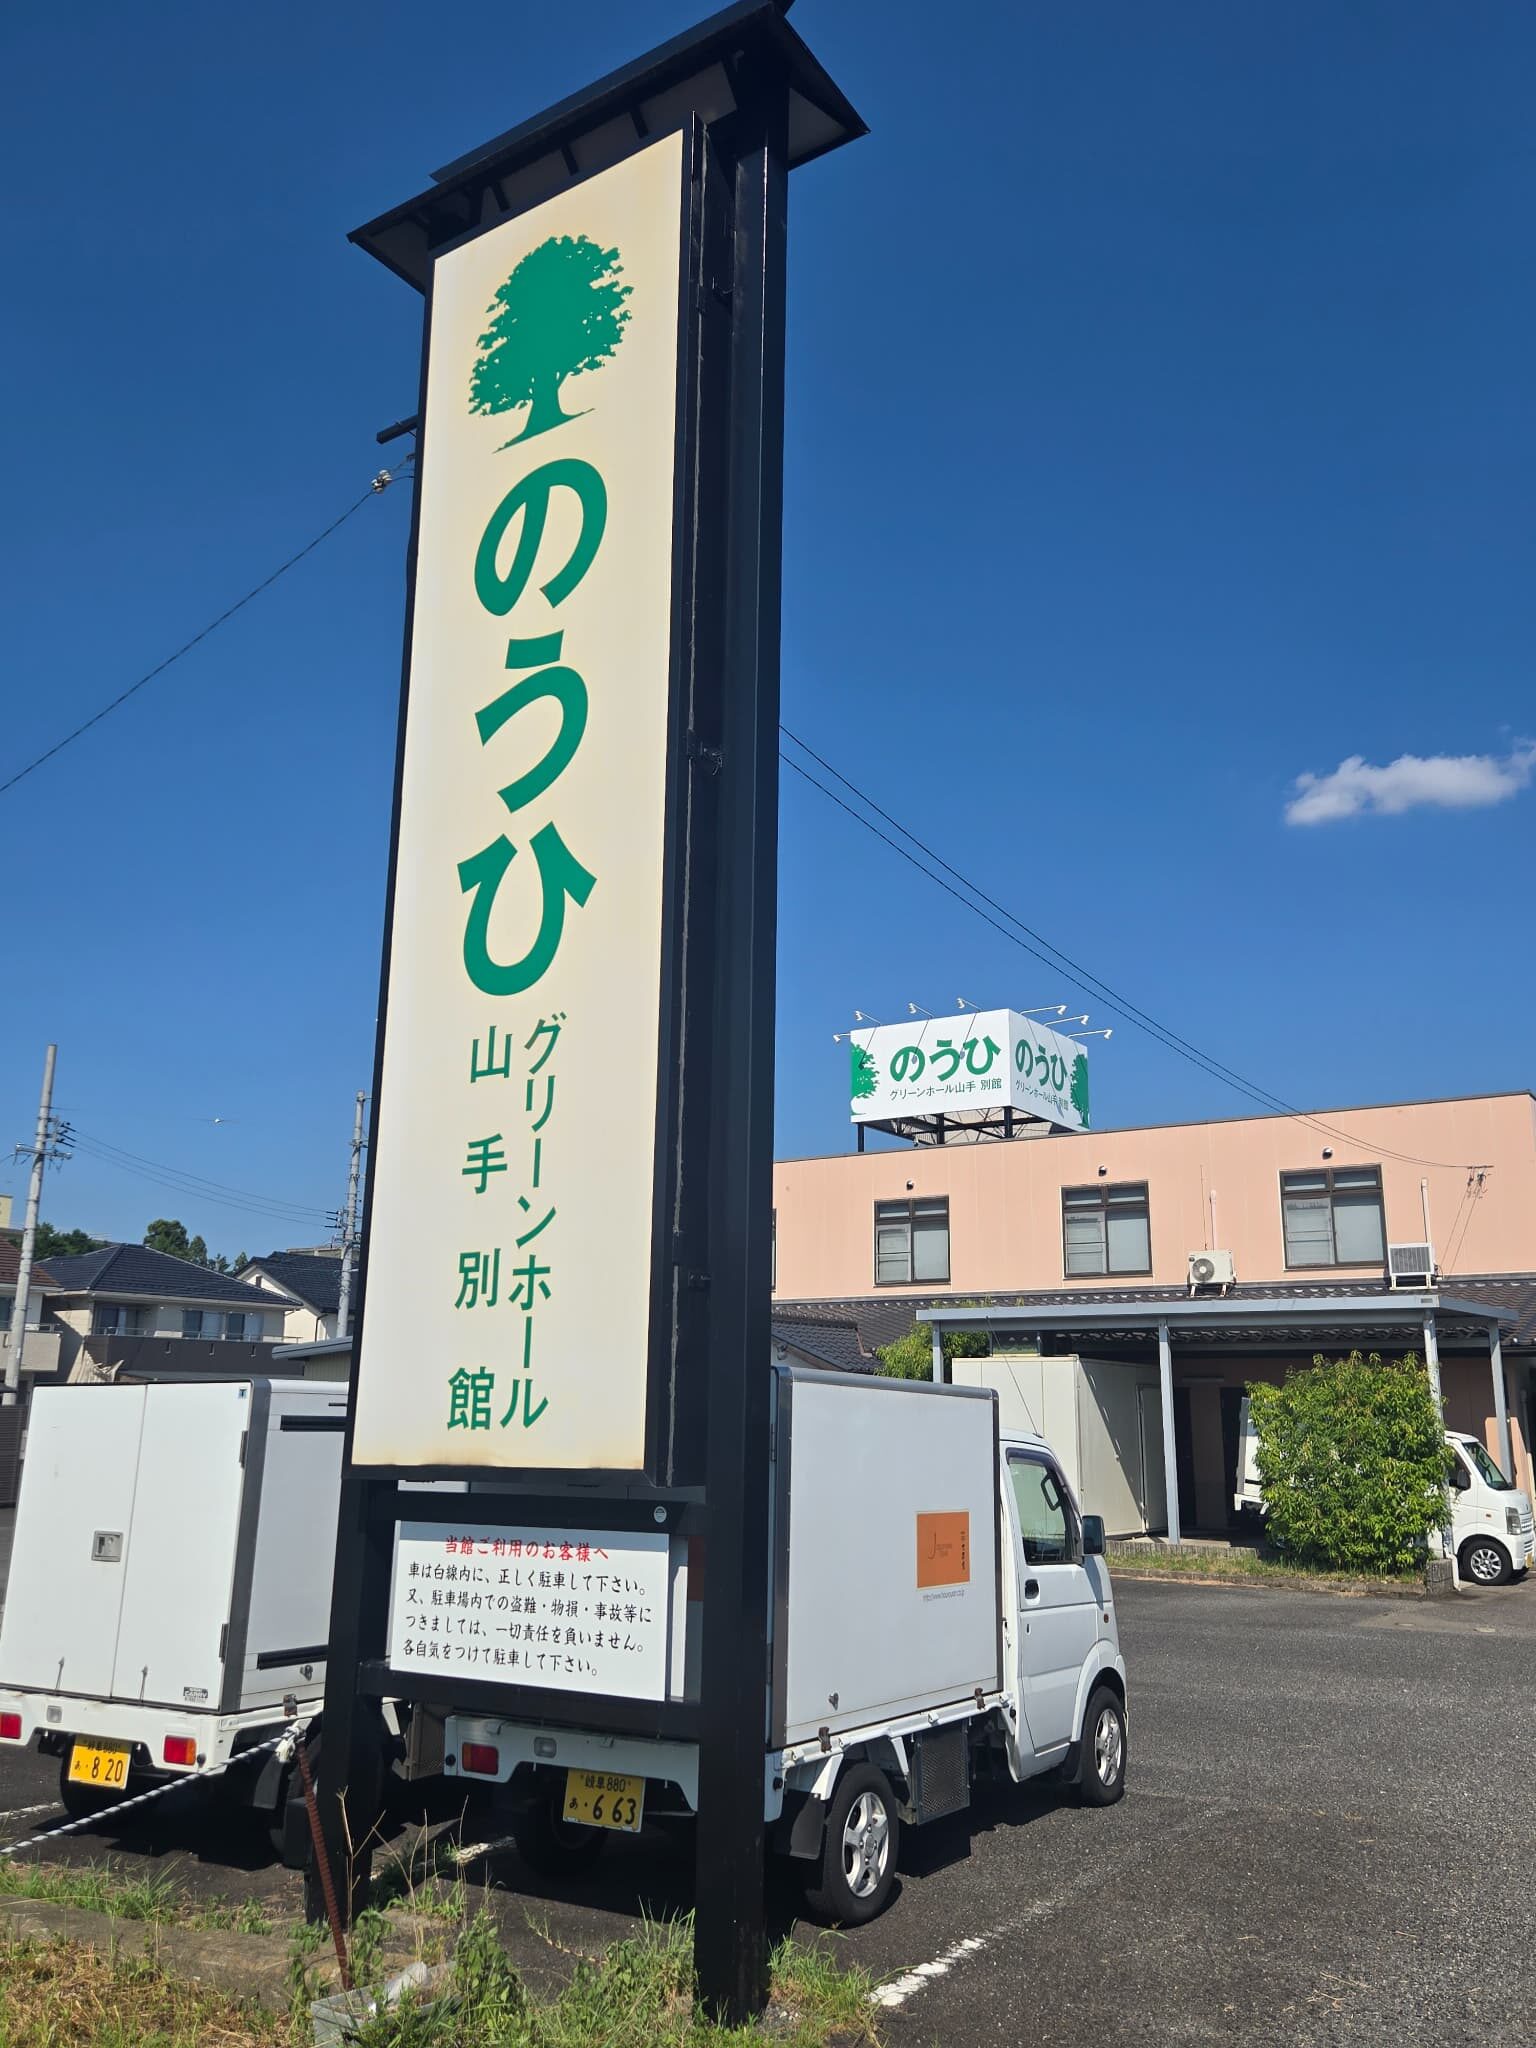 のうひ
グリーンホール
山手別館
のうひ
グリーンホール山手 別館
のうひ
グリーンホール山手 別館
当館ご利用のお客様へ
車は白線内に、正しく駐車して下さい。
又、駐車場内での盗難・物損・事故等に
つきましては、一切責任を負いません。
各自気をつけて駐車して下さい。
岐阜880
あ・820
岐阜880
あ・663